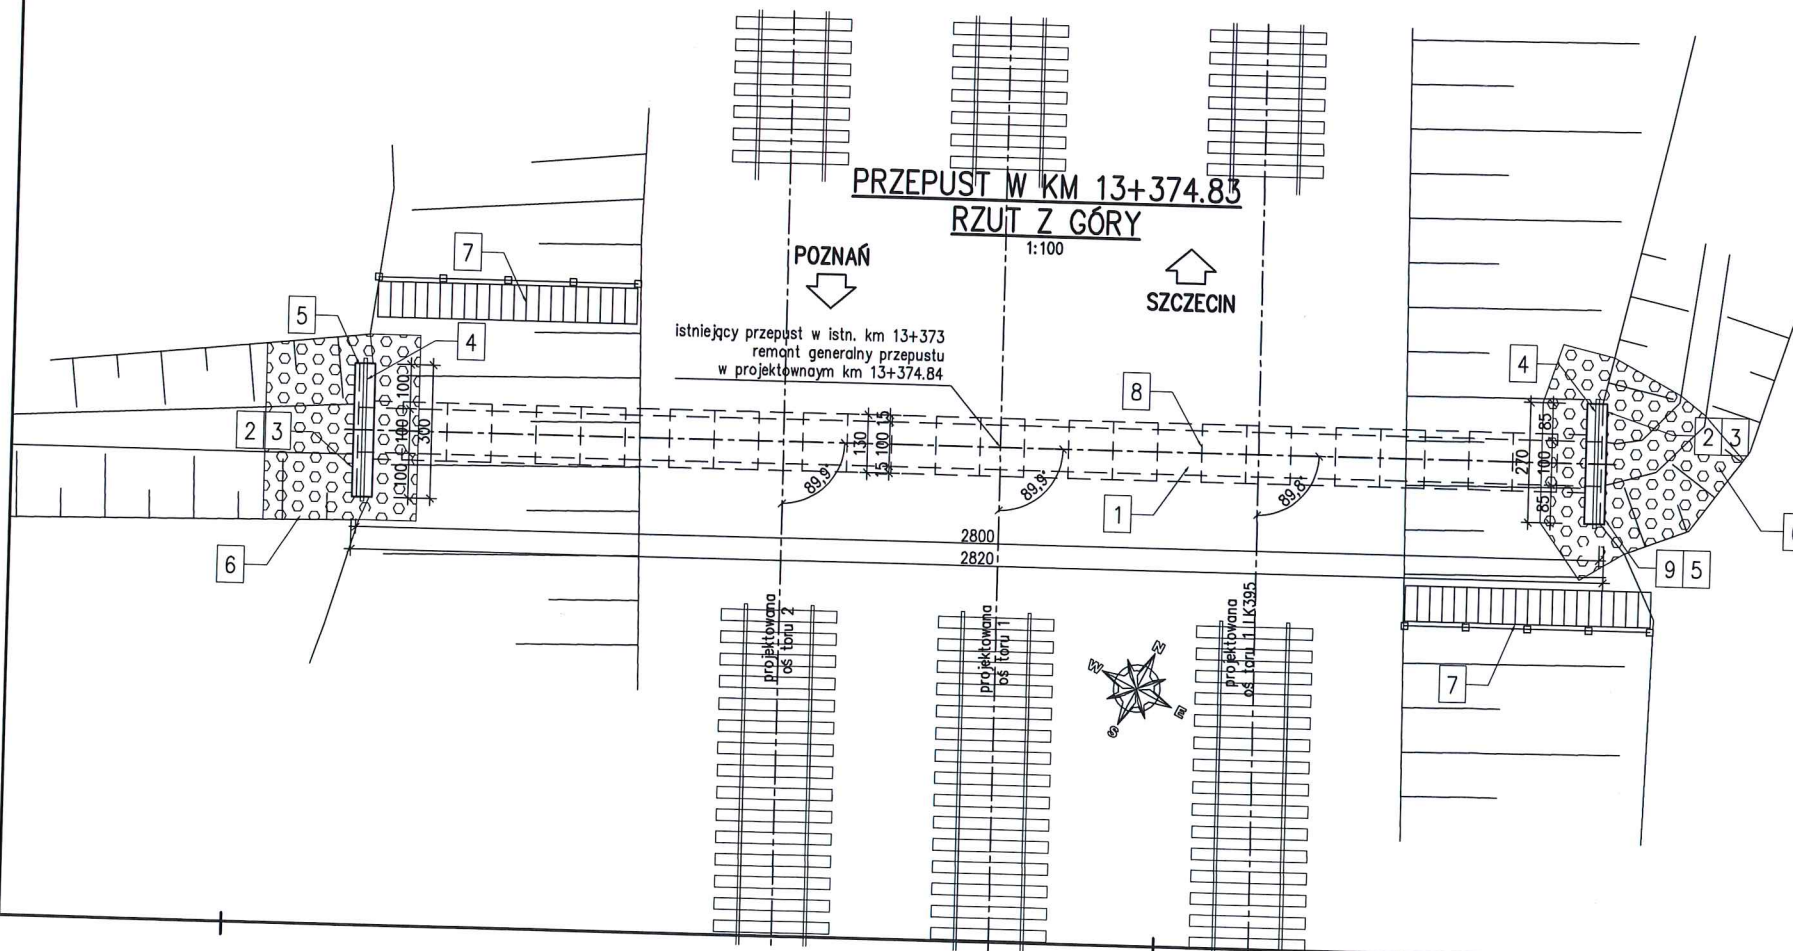 PRZEPUST W KM 13+374.83
RZUT Z GÓRY
1:100
POZNAŃ
SZCZECIN
istniejący przepust w istn. km 13+373
remont generalny przepustu
w projektownaym km 13+374.84
7
5
4
2 3
6
100
100
100
300
130
15
100
15
89,9°
89,9°
89,8°
8
1
2800
2820
4
2 3
270
85
100
85
9 5
7
projektowana
oś toru 2
projektowana
oś toru 1
projektowana
oś toru 1 LK395
N
W
E
S